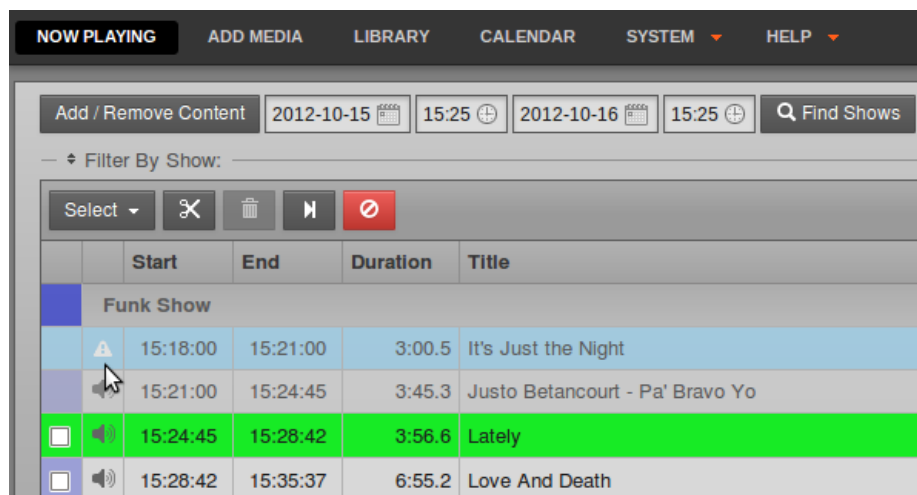 NOW PLAYING ADD MEDIA LIBRARY CALENDAR SYSTEM HELP
Add / Remove Content 2012-10-15 15:25 2012-10-16 15:25 Find Shows
Filter By Show:
Select
Start End Duration Title
Funk Show
15:18:00 15:21:00 3:00.5 It's Just the Night
15:21:00 15:24:45 3:45.3 Justo Betancourt - Pa' Bravo Yo
15:24:45 15:28:42 3:56.6 Lately
15:28:42 15:35:37 6:55.2 Love And Death